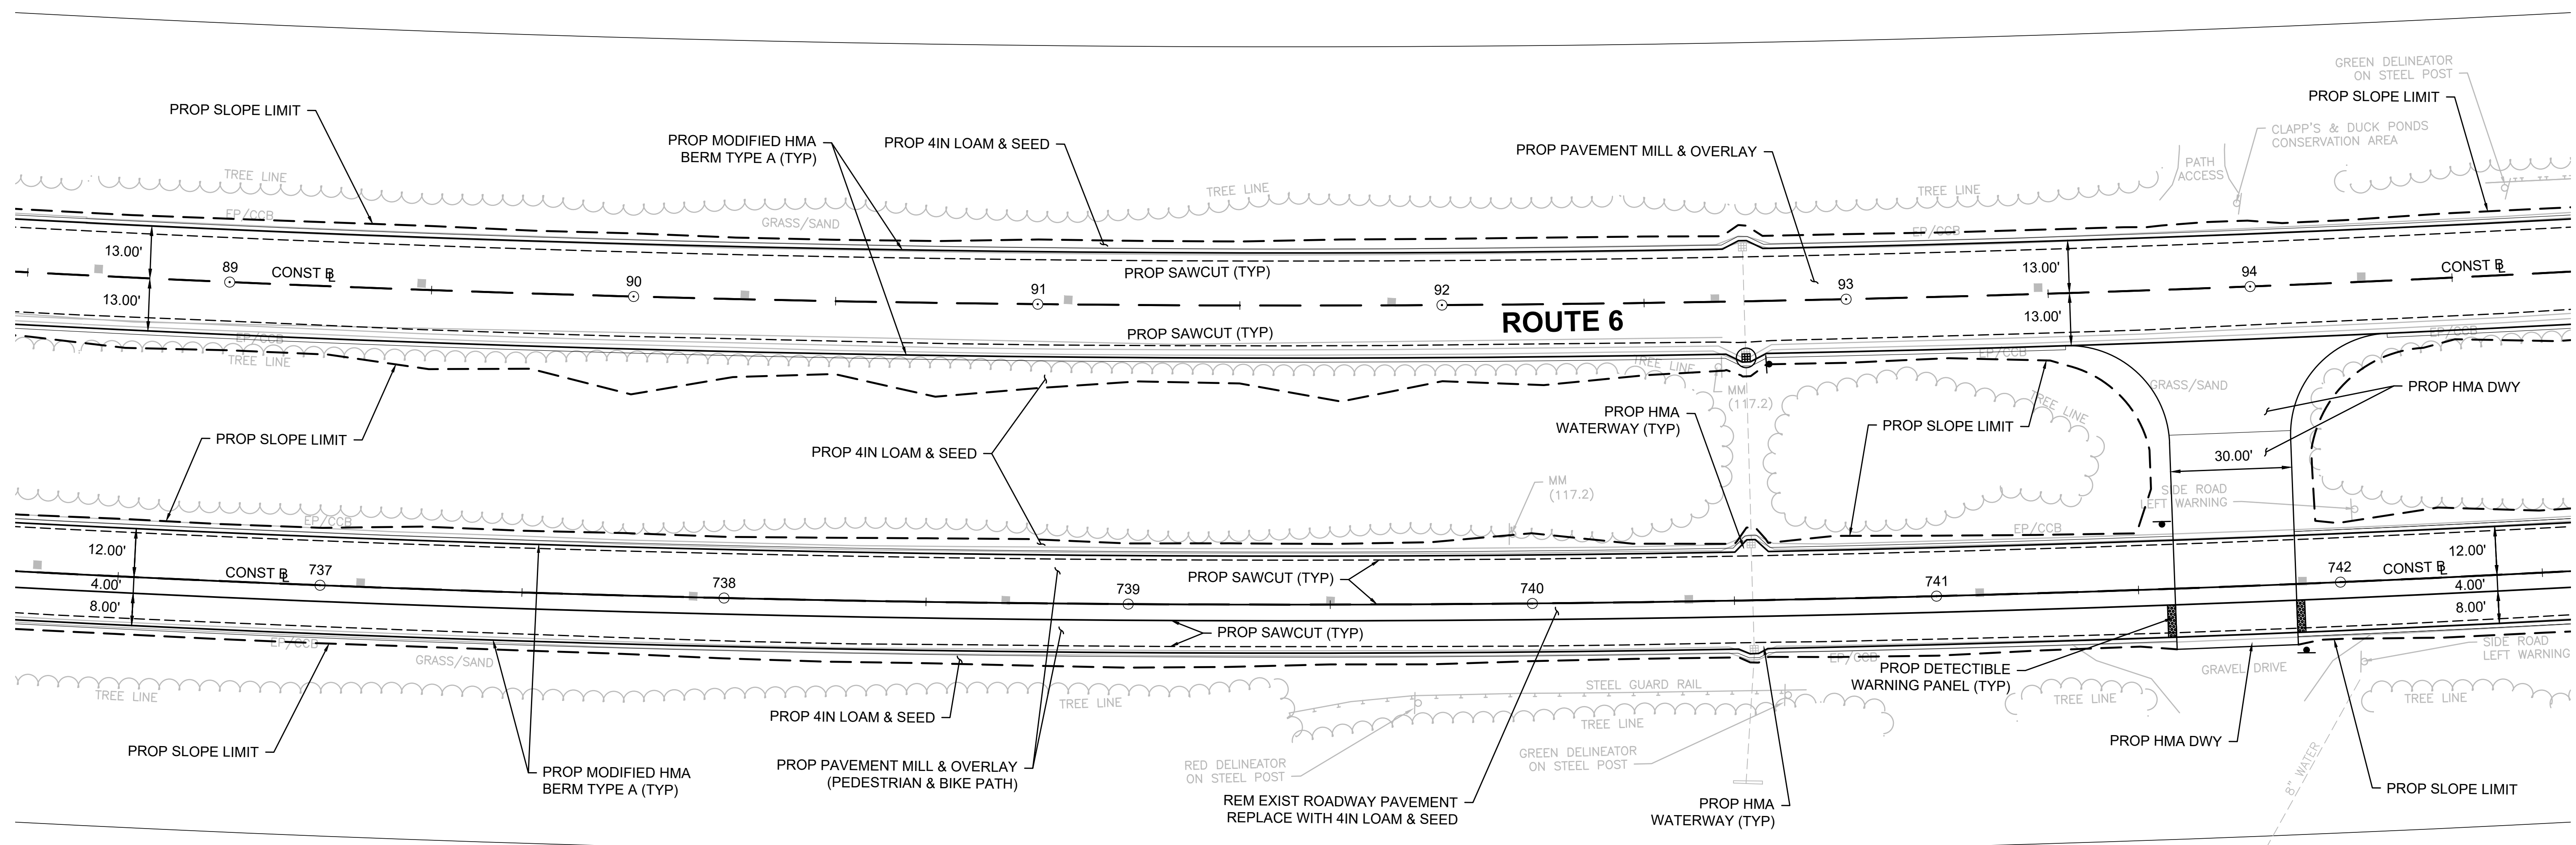 GREEN DELINEATOR
ON STEEL POST
PROP SLOPE LIMIT
PROP SLOPE LIMIT
PROP MODIFIED HMA
BERM TYPE A (TYP)
PROP 4IN LOAM & SEED
PROP PAVEMENT MILL & OVERLAY
CLAPP'S & DUCK PONDS
CONSERVATION AREA
PATH
ACCESS
TREE LINE
TREE LINE
TREE LINE
EP/CCB
GRASS/SAND
EP/CCB
13.00'
89
CONST BL
90
PROP SAWCUT (TYP)
91
92
93
13.00'
94
CONST BL
13.00'
13.00'
PROP SAWCUT (TYP)
ROUTE 6
EP/CCB
EP/CCB
EP/CCB
TREE LINE
TREE LINE
GRASS/SAND
PROP HMA DWY
MM
(117.2)
TREE LINE
PROP HMA
WATERWAY (TYP)
PROP SLOPE LIMIT
PROP SLOPE LIMIT
PROP 4IN LOAM & SEED
30.00'
MM
(117.2)
SIDE ROAD
LEFT WARNING
EP/CCB
EP/CCB
12.00'
12.00'
CONST BL
737
738
739
740
741
742
CONST BL
PROP SAWCUT (TYP)
4.00'
4.00'
8.00'
8.00'
PROP SAWCUT (TYP)
EP/CCB
GRASS/SAND
EP/CCB
PROP DETECTIBLE
WARNING PANEL (TYP)
GRAVEL DRIVE
SIDE ROAD
LEFT WARNING
TREE LINE
TREE LINE
STEEL GUARD RAIL
TREE LINE
TREE LINE
TREE LINE
PROP 4IN LOAM & SEED
PROP SLOPE LIMIT
PROP HMA DWY
PROP MODIFIED HMA
BERM TYPE A (TYP)
PROP PAVEMENT MILL & OVERLAY
(PEDESTRIAN & BIKE PATH)
RED DELINEATOR
ON STEEL POST
GREEN DELINEATOR
ON STEEL POST
8" WATER
PROP SLOPE LIMIT
REM EXIST ROADWAY PAVEMENT
REPLACE WITH 4IN LOAM & SEED
PROP HMA
WATERWAY (TYP)